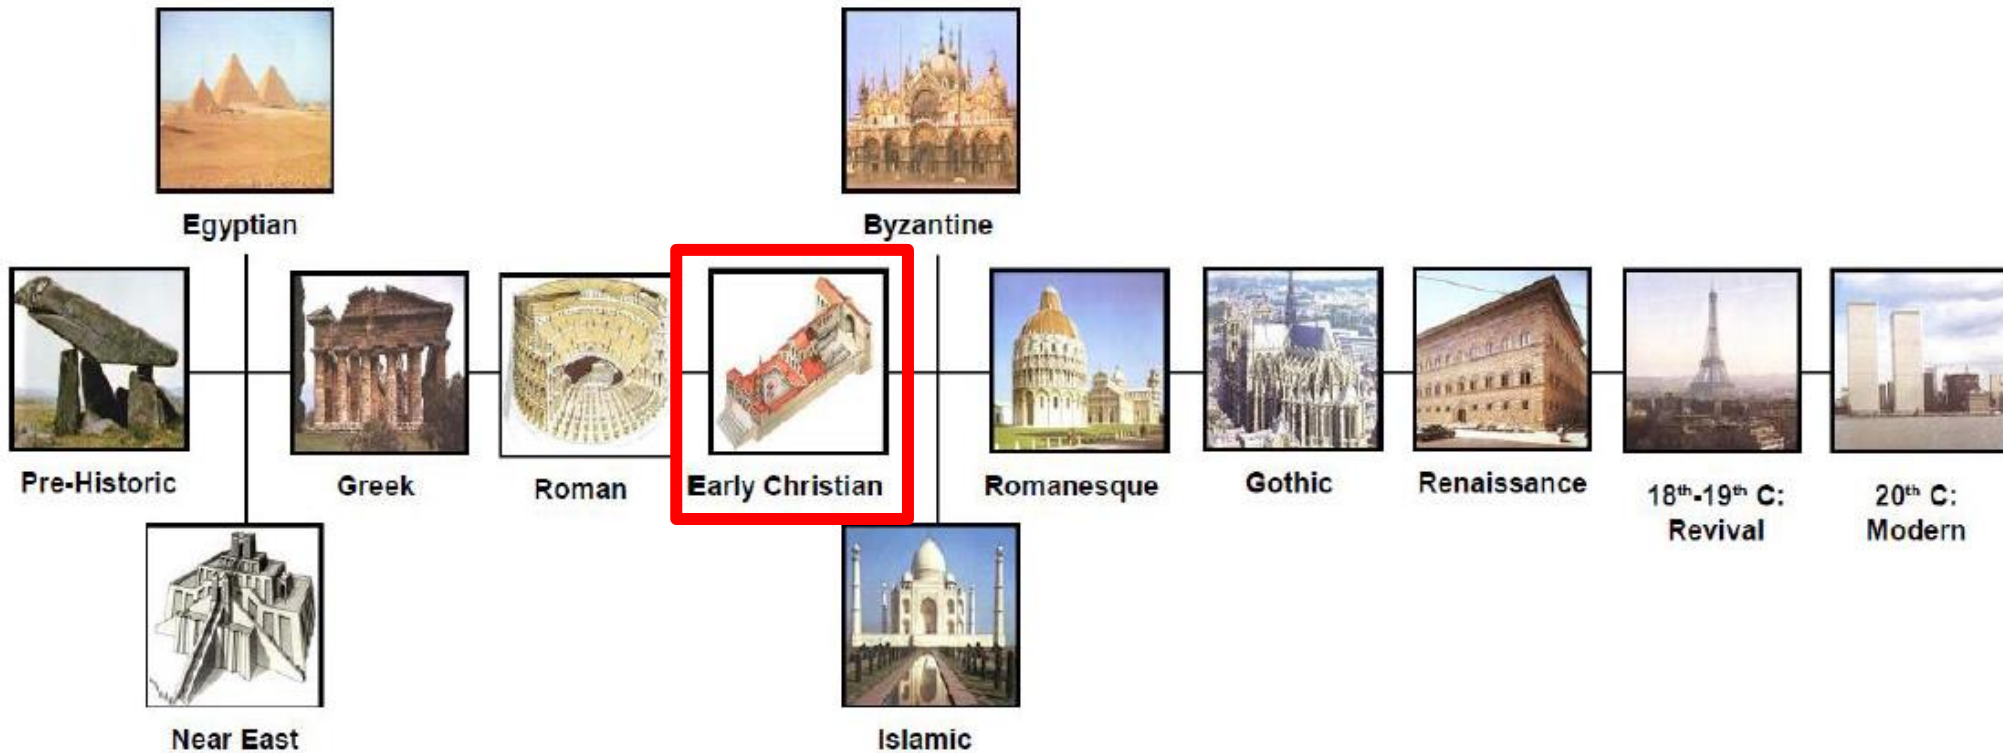 Egyptian
Byzantine
Pre-Historic
Greek
Roman
Early Christian
Romanesque
Gothic
Renaissance
18th-19th C:
Revival
20th C:
Modern
Near East
Islamic